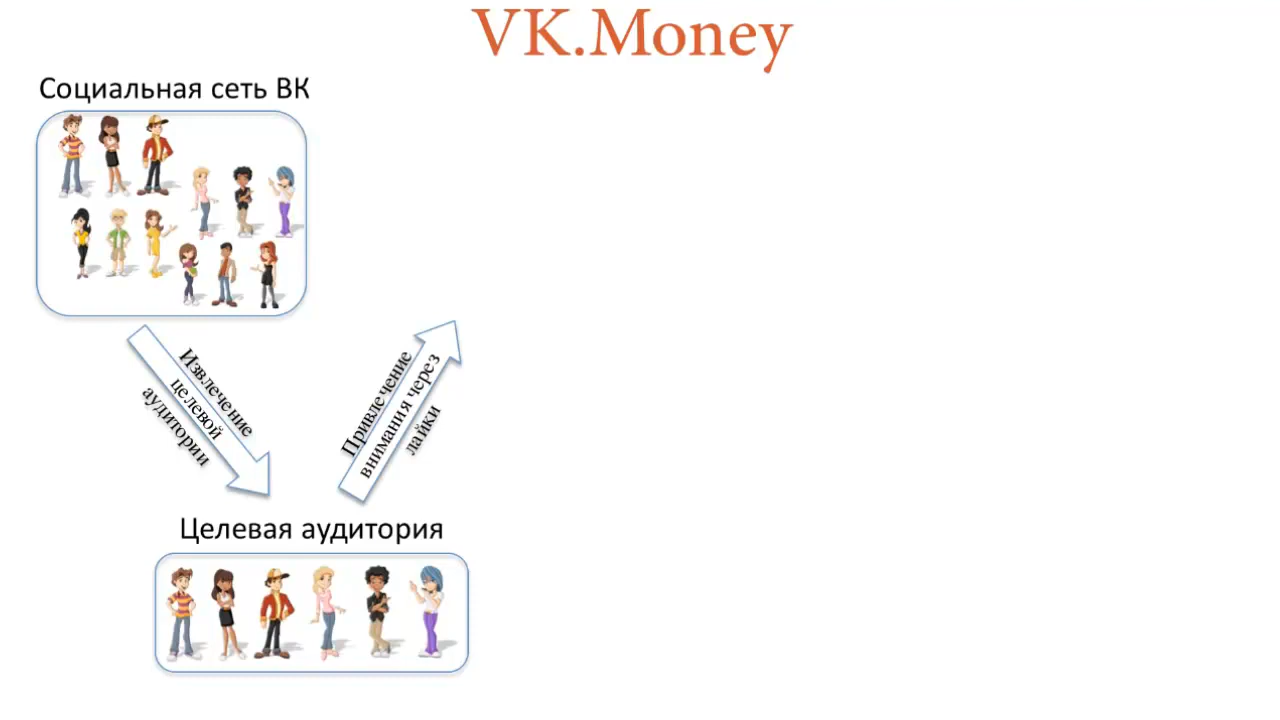 VK.Money
Социальная сеть ВК
Извлечение
целевой
аудитории
Привлечение
внимания через
лайки
Целевая аудитория